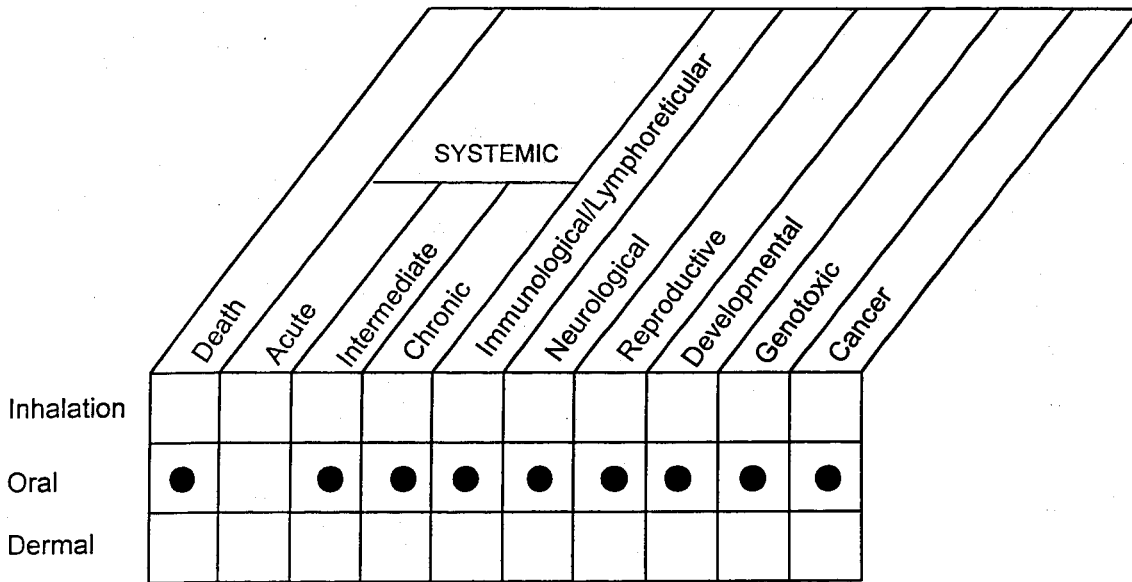 SYSTEMIC
Death
Acute
Intermediate
Chronic
Immunological/Lymphoreticular
Neurological
Reproductive
Developmental
Genotoxic
Cancer
Inhalation
Oral
Dermal